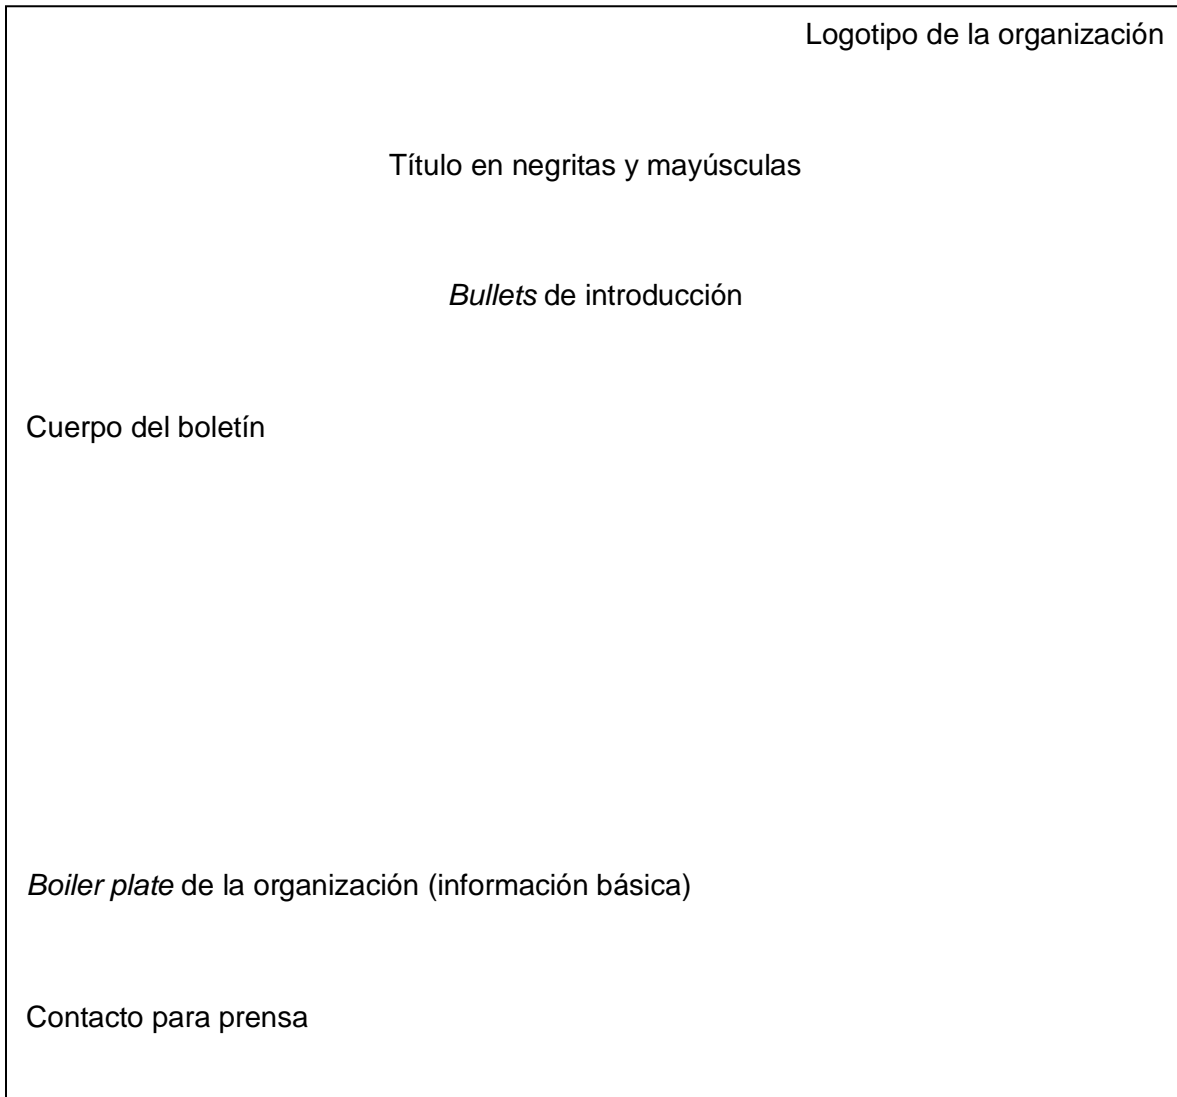 Logotipo de la organización
Título en negritas y mayúsculas
Bullets de introducción
Cuerpo del boletín
Boiler plate de la organización (información básica)
Contacto para prensa